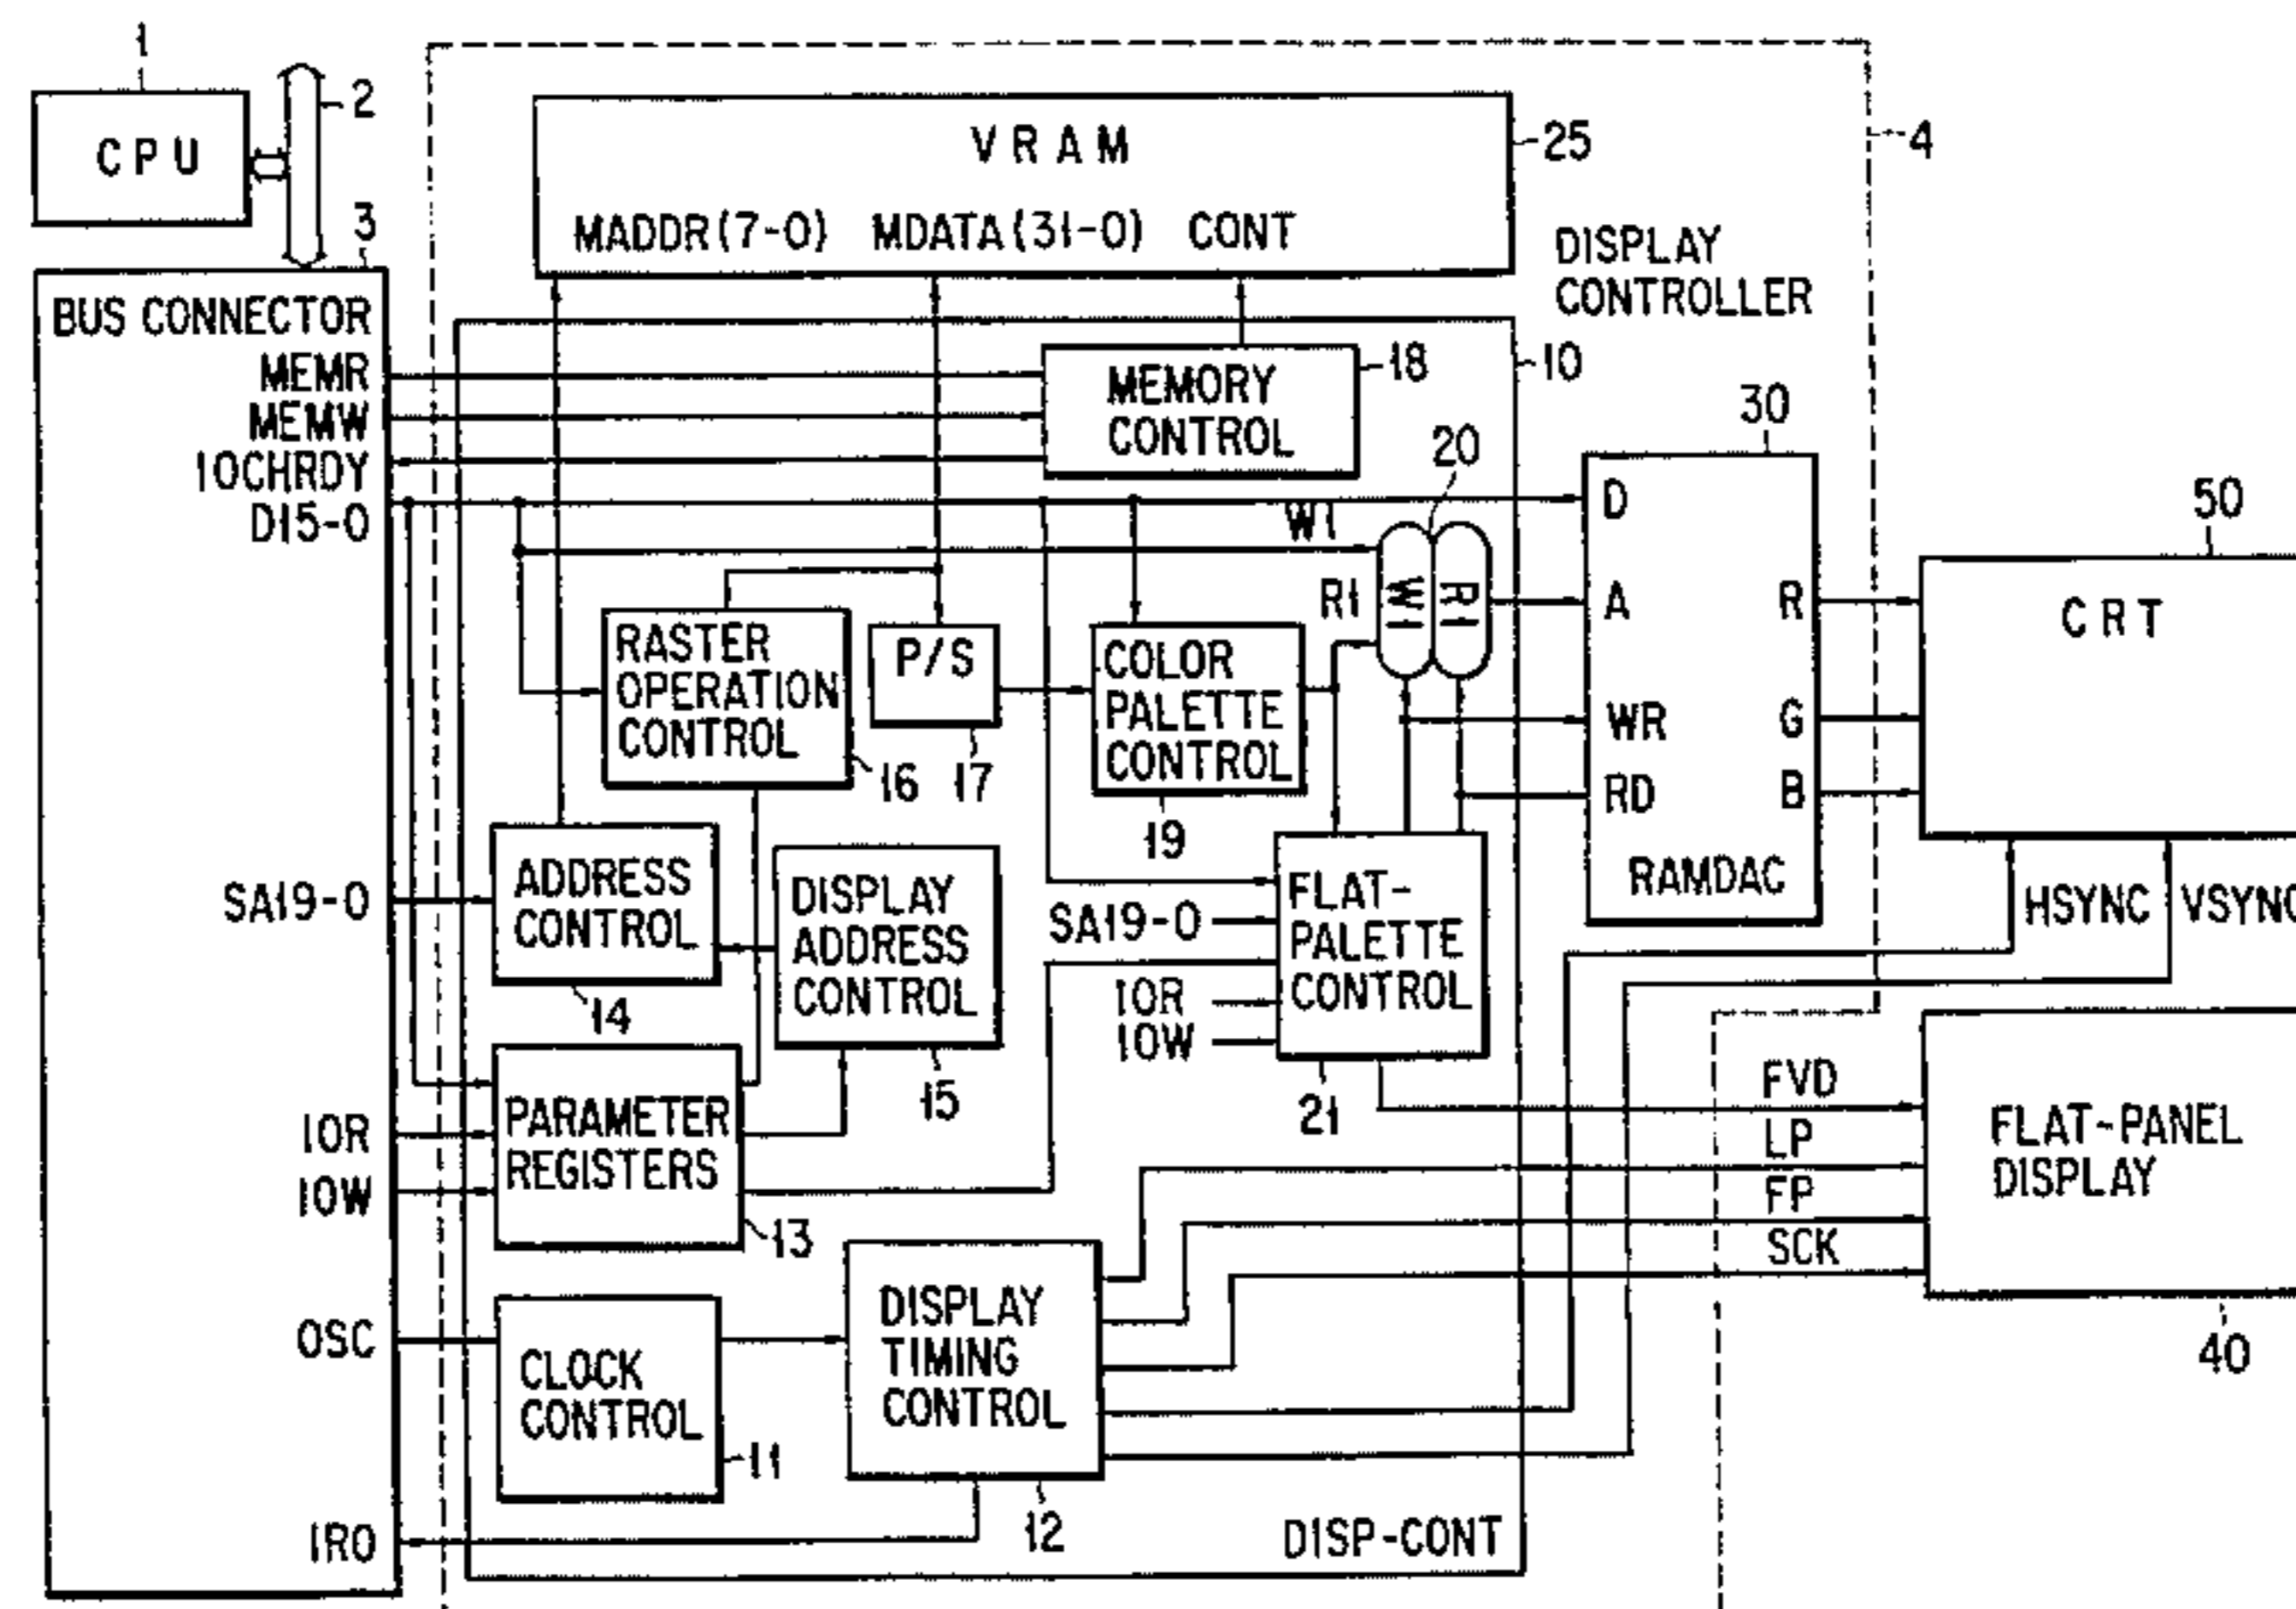 1
CPU
2
3
BUS CONNECTOR
MEMR
MEMW
IOCHRDY
D15-0
SA19-0
IOR
IOW
OSC
IRO
VRAM
MADDR(7-0) MDATA(31-0) CONT
25
4
DISPLAY
CONTROLLER
10
MEMORY
CONTROL
18
20
W1
R1
W1
R1
30
D
A
WR
RD
R
G
B
RAMDAC
50
CRT
HSYNC
VSYNC
RASTER
OPERATION
CONTROL
16
P/S
17
COLOR
PALETTE
CONTROL
19
ADDRESS
CONTROL
14
DISPLAY
ADDRESS
CONTROL
15
SA19-0
IOR
IOW
FLAT-
PALETTE
CONTROL
21
PARAMETER
REGISTERS
13
FVD
LP
FP
SCK
FLAT-PANEL
DISPLAY
40
CLOCK
CONTROL
11
DISPLAY
TIMING
CONTROL
12
DISP-CONT